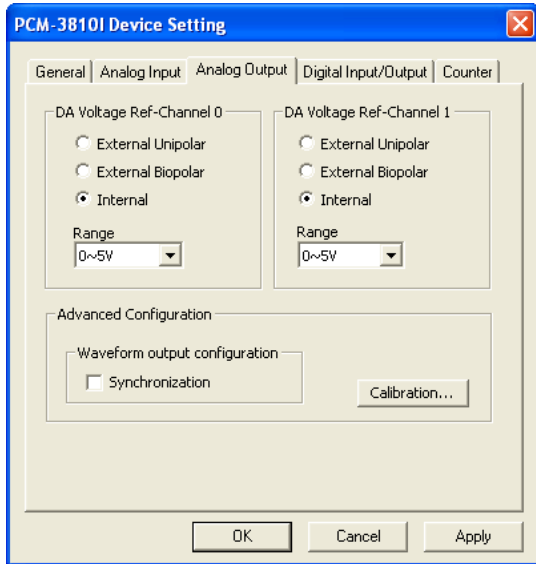 PCM-3810I Device Setting
General Analog Input Analog Output Digital Input/Output Counter
DA Voltage Ref-Channel 0
External Unipolar
External Biopolar
Internal
Range
0~5V
DA Voltage Ref-Channel 1
External Unipolar
External Biopolar
Internal
Range
0~5V
Advanced Configuration
Waveform output configuration
Synchronization
Calibration...
OK Cancel Apply